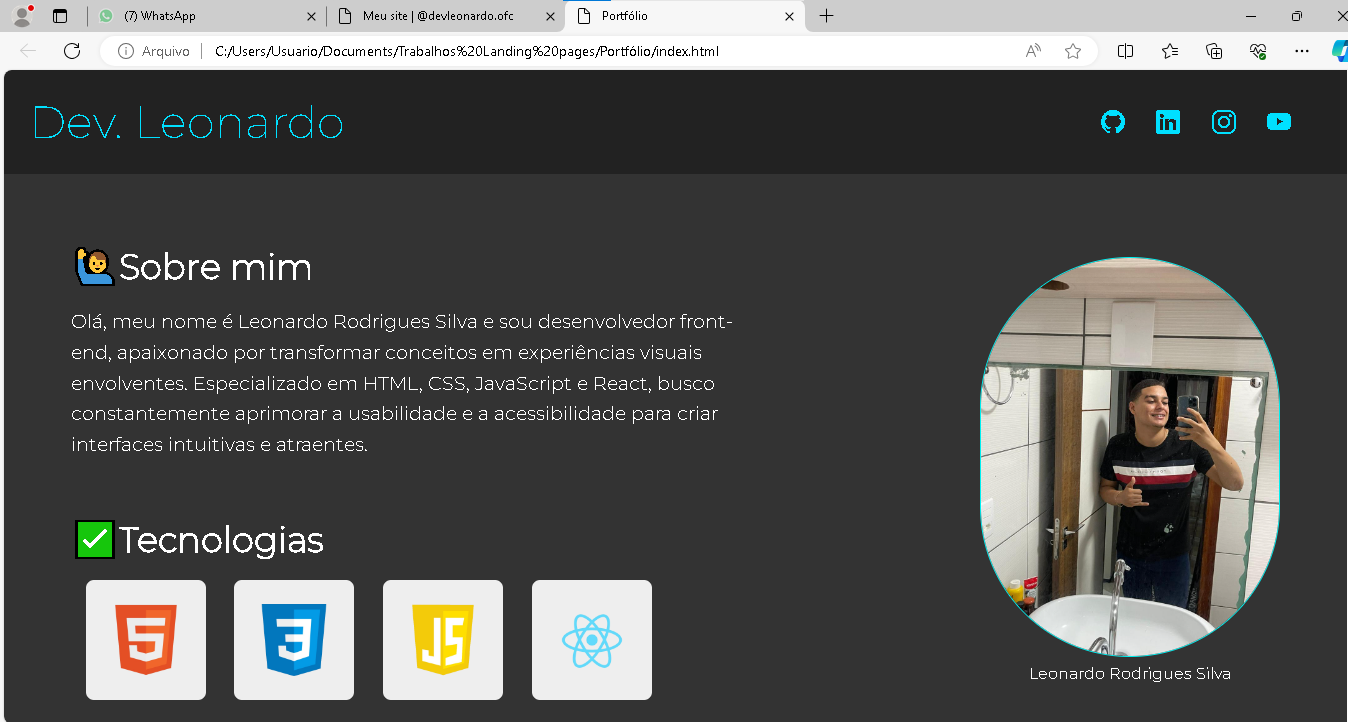 (7) WhatsApp
Meu site | @devleonardo.ofc
Portfólio
Arquivo
C:/Users/Usuario/Documents/Trabalhos%20Landing%20pages/Portfólio/index.html
Dev. Leonardo
Sobre mim
Olá, meu nome é Leonardo Rodrigues Silva e sou desenvolvedor front-
end, apaixonado por transformar conceitos em experiências visuais
envolventes. Especializado em HTML, CSS, JavaScript e React, busco
constantemente aprimorar a usabilidade e a acessibilidade para criar
interfaces intuitivas e atraentes.
Tecnologias
5
3
JS
Leonardo Rodrigues Silva